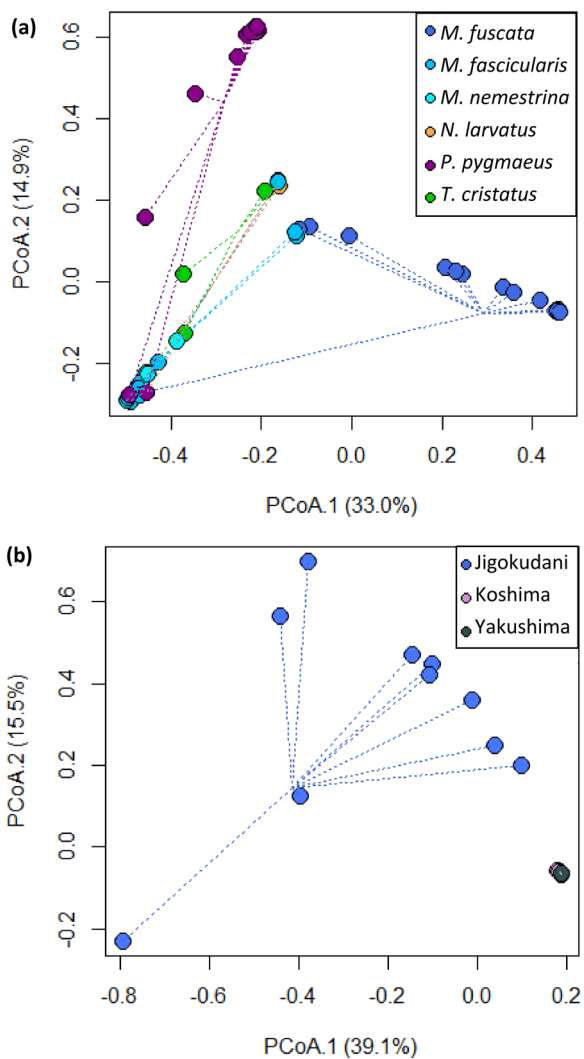 (a)
M. fuscata
M. fascicularis
M. nemestrina
N. larvatus
P. pygmaeus
T. cristatus
PCoA.2 (14.9%)
0.6
0.4
0.2
0.0
-0.2
-0.4 -0.2 0.0 0.2 0.4
PCoA.1 (33.0%)
(b)
Jigokudani
Koshima
Yakushima
PCoA.2 (15.5%)
0.6
0.4
0.2
0.0
-0.2
-0.8 -0.6 -0.4 -0.2 0.0 0.2
PCoA.1 (39.1%)